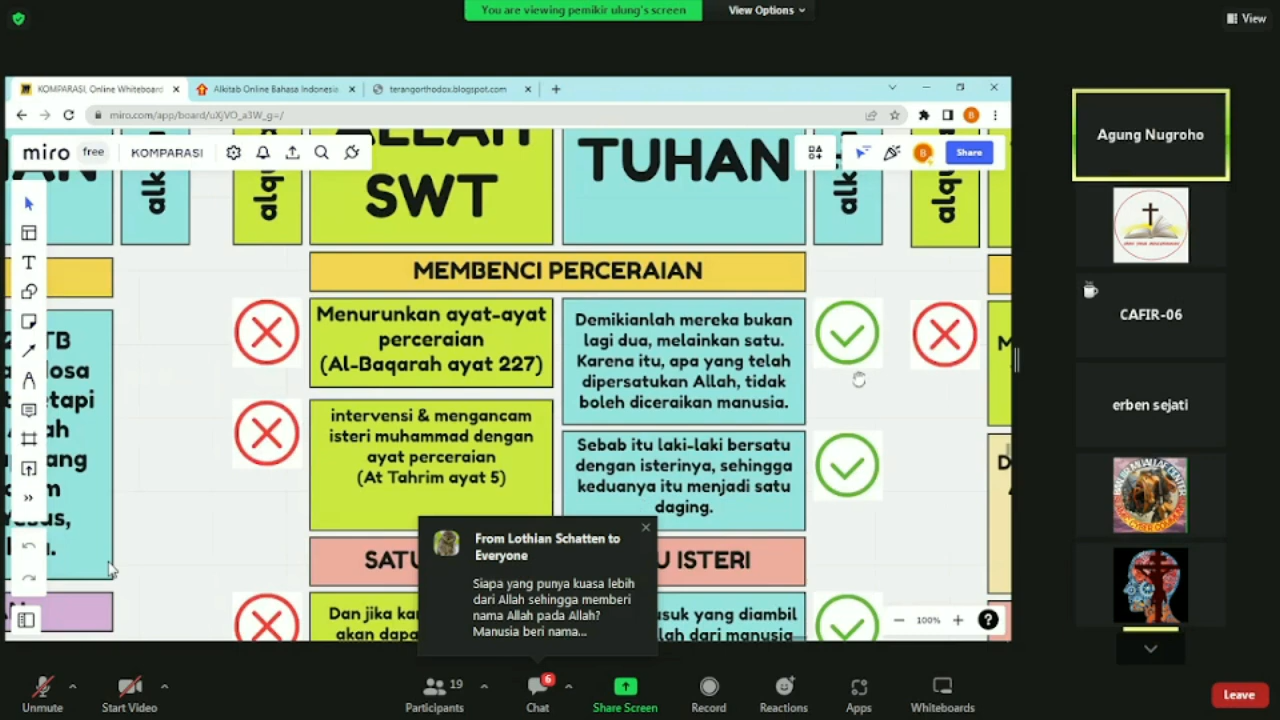 You are viewing pemikir ulung's screen
View Options
View
KOMPARASI, Online Whiteboard
Alkitab Online Bahasa Indonesia
terangorthodox.blogspot.com
miro.com/app/board/uXjVO_a3W_g=/
B
miro
free
KOMPARASI
B
Share
ALLAH
SWT
TUHAN
MEMBENCI PERCERAIAN
Menurunkan ayat-ayat
perceraian
(Al-Baqarah ayat 227)
Demikianlah mereka bukan
lagi dua, melainkan satu.
Karena itu, apa yang telah
dipersatukan Allah, tidak
boleh diceraikan manusia.
intervensi & mengancam
isteri muhammad dengan
ayat perceraian
(At Tahrim ayat 5)
Sebab itu laki-laki bersatu
dengan isterinya, sehingga
keduanya itu menjadi satu
daging.
ISTERI
From Lothian Schatten to
Everyone
Siapa yang punya kuasa lebih
dari Allah sehingga memberi
nama Allah pada Allah?
Manusia beri nama...
Dan jika
rusuk yang diambil
dari manusia
100%
Agung Nugroho
CAFIR-06
erben sejati
Unmute
Start Video
Participants
19
Chat
6
Share Screen
Record
Reactions
Apps
Whiteboards
Leave